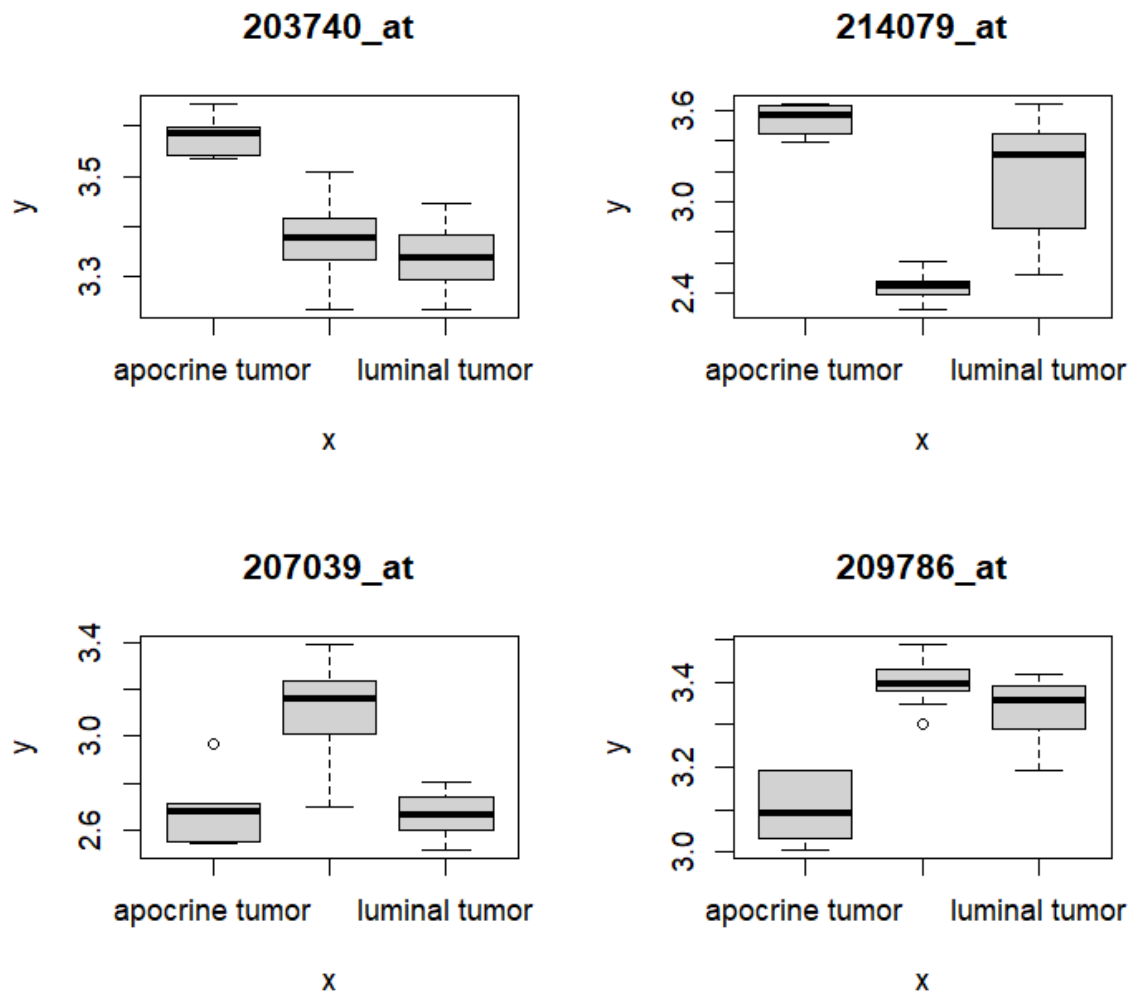 203740_at
y
3.5
3.3
apocrine tumor
luminal tumor
x
214079_at
y
3.6
3.0
2.4
apocrine tumor
luminal tumor
x
207039_at
y
3.4
3.0
2.6
apocrine tumor
luminal tumor
x
209786_at
y
3.4
3.2
3.0
apocrine tumor
luminal tumor
x